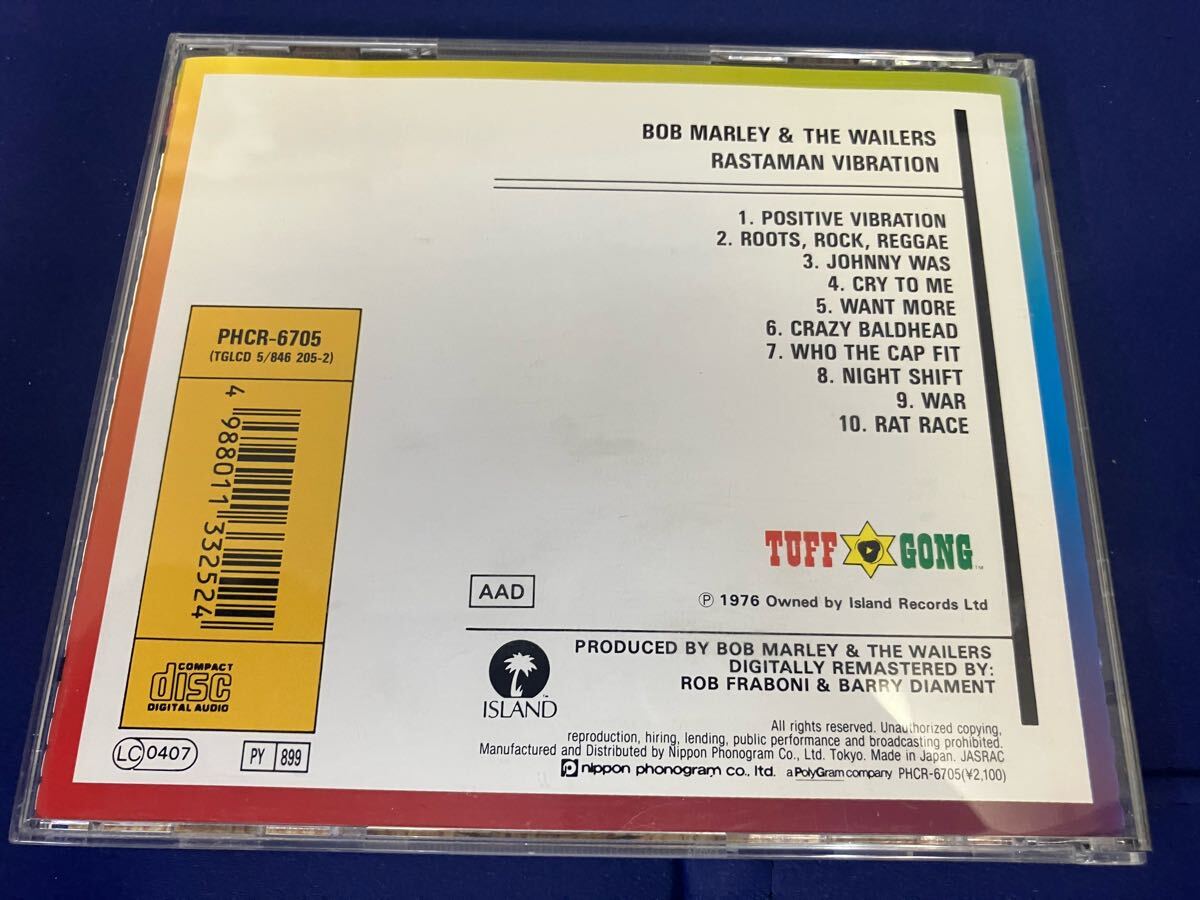 BOB MARLEY & THE WAILERS
RASTAMAN VIBRATION
1. POSITIVE VIBRATION
2. ROOTS, ROCK, REGGAE
3. JOHNNY WAS
4. CRY TO ME
5. WANT MORE
6. CRAZY BALDHEAD
7. WHO THE CAP FIT
8. NIGHT SHIFT
9. WAR
10. RAT RACE
PHCR-6705
(TGLCD 5/846 205-2)
4 988011 332524
COMPACT
disc
DIGITAL AUDIO
LC 0407
PY 899
TUFF GONG ™
AAD
Ⓟ 1976 Owned by Island Records Ltd
ISLAND ™
PRODUCED BY BOB MARLEY & THE WAILERS
DIGITALLY REMASTERED BY:
ROB FRABONI & BARRY DIAMENT
All rights reserved. Unauthorized copying,
reproduction, hiring, lending, public performance and broadcasting prohibited.
Manufactured and Distributed by Nippon Phonogram Co., Ltd. Tokyo. Made in Japan. JASRAC
nippon phonogram co., ltd. a PolyGram company PHCR-6705(¥2,100)